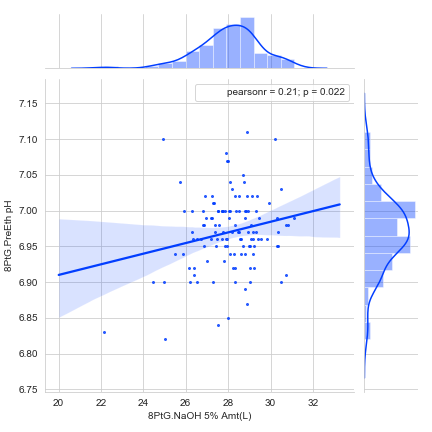 pearsonr = 0.21; p = 0.022
7.15
7.10
7.05
7.00
6.95
6.90
6.85
6.80
6.75
8PtG.PreEth pH
20 22 24 26 28 30 32
8PtG.NaOH 5% Amt(L)